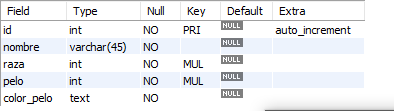 Field Type Null Key Default Extra
id int NO PRI NULL auto_increment
nombre varchar(45) NO NULL
raza int NO MUL NULL
pelo int NO MUL NULL
color_pelo text NO NULL